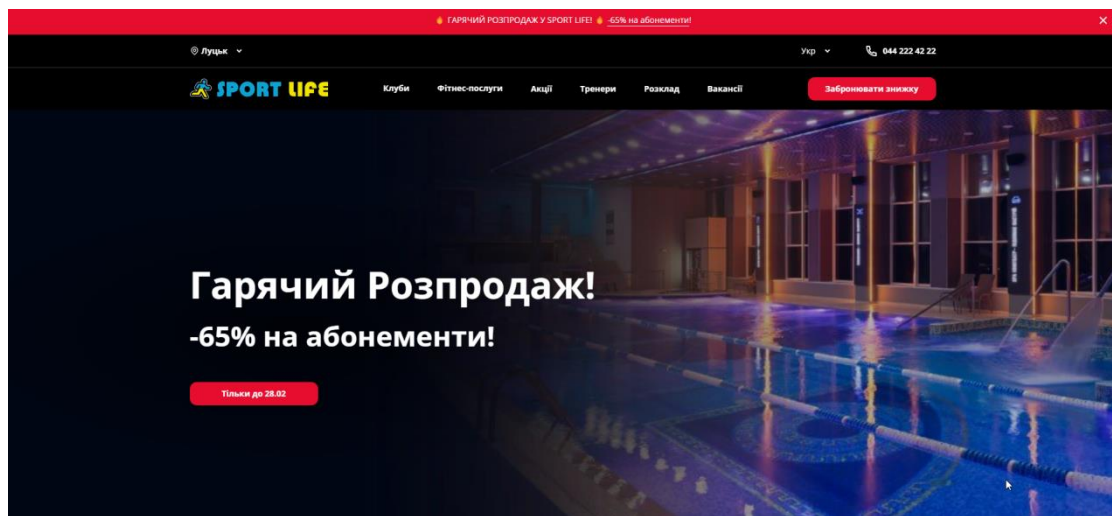 🔥 ГАРЯЧИЙ РОЗПРОДАЖ У SPORT LIFE! 🔥 -65% на абонементи!
Луцьк
Укр
044 222 42 22
SPORT LIFE
Клуби
Фітнес-послуги
Акції
Тренери
Розклад
Вакансії
Забронювати знижку
Гарячий Розпродаж!
-65% на абонементи!
Тільки до 28.02